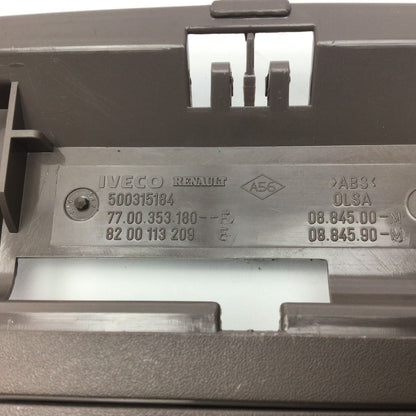 IVECO RENAULT A56 >ABS<
500315184 OLSA
77.00.353.180--F 08.845.00-M
82 00 113 209 E 08.845.90-M